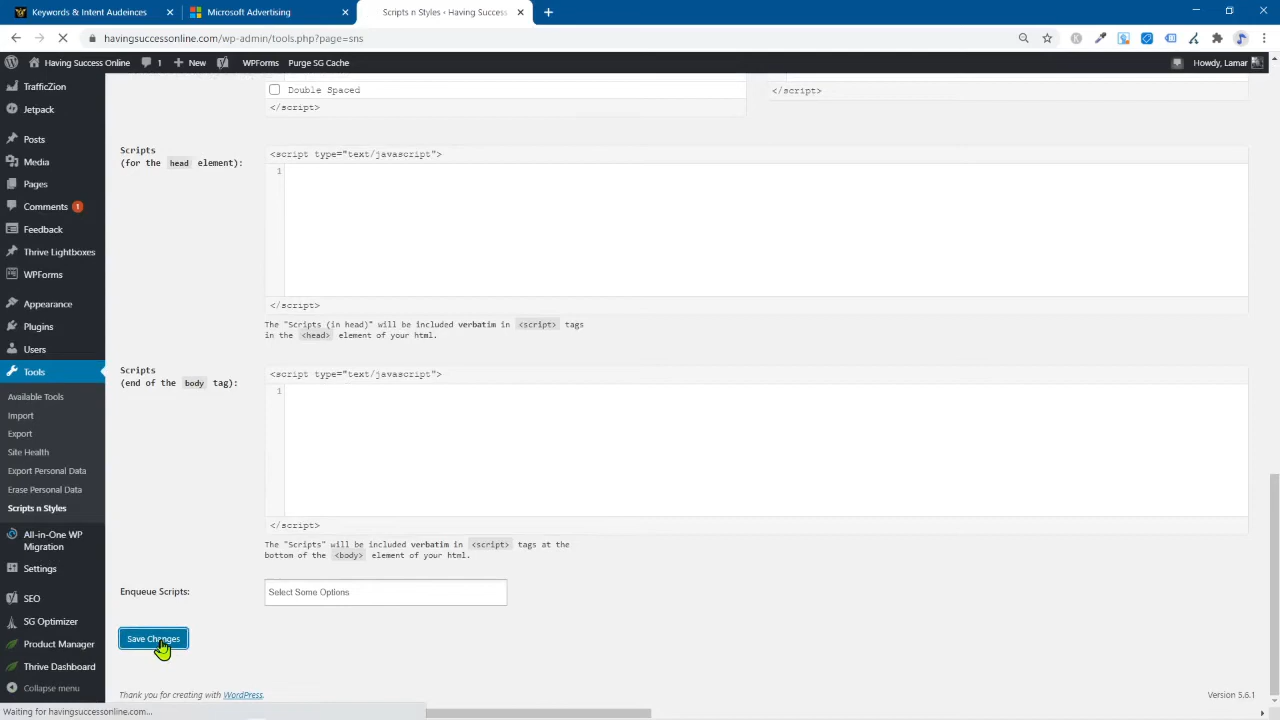 Keywords & Intent Audeinces
Microsoft Advertising
Scripts n Styles • Having Success
havingsuccessonline.com/wp-admin/tools.php?page=sns
Having Success Online
1
New
WPForms
Purge SG Cache
Howdy, Lamar
TrafficZion
Jetpack
Posts
Media
Pages
Comments 1
Feedback
Thrive Lightboxes
WPForms
Appearance
Plugins
Users
Tools
Available Tools
Import
Export
Site Health
Export Personal Data
Erase Personal Data
Scripts n Styles
All-in-One WP
Migration
Settings
SEO
SG Optimizer
Product Manager
Thrive Dashboard
Collapse menu
Double Spaced
</script>
</script>
Scripts
(for the head element):
<script type="text/javascript">
1
</script>
The "Scripts (in head)" will be included verbatim in <script> tags
in the <head> element of your html.
Scripts
(end of the body tag):
<script type="text/javascript">
1
</script>
The "Scripts" will be included verbatim in <script> tags at the
bottom of the <body> element of your html.
Enqueue Scripts:
Select Some Options
Save Changes
Thank you for creating with WordPress.
Version 5.6.1
Waiting for havingsuccessonline.com...